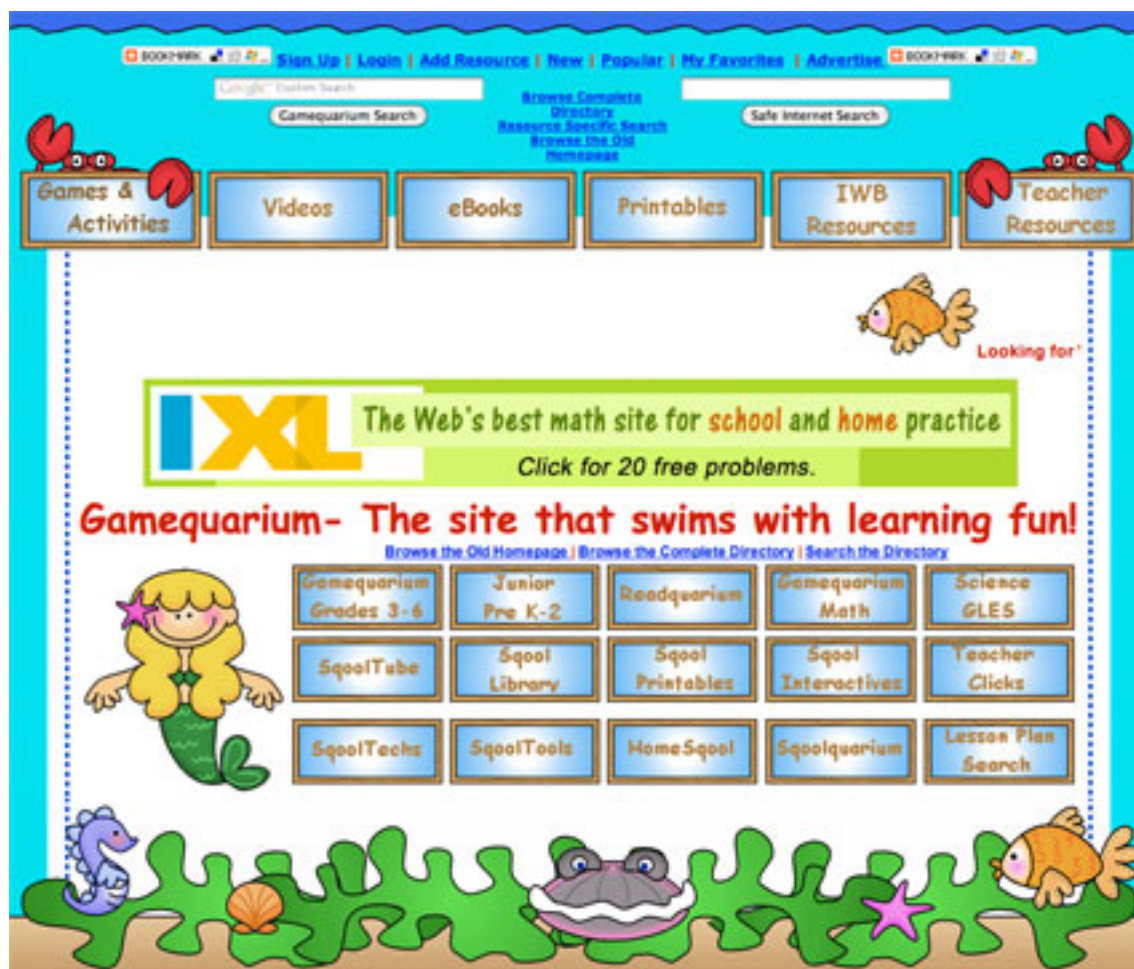 BOOKMARK
Sign Up | Login | Add Resource | New | Popular | My Favorites | Advertise
BOOKMARK
Google™ Custom Search
Gamequarium Search
Browse Complete
Directory
Resource Specific Search
Browse the Old
Homepage
Safe Internet Search
Games &
Activities
Videos
eBooks
Printables
IWB
Resources
Teacher
Resources
Looking for
IXL
The Web's best math site for school and home practice
Click for 20 free problems.
Gamequarium- The site that swims with learning fun!
Browse the Old Homepage | Browse the Complete Directory | Search the Directory
Gamequarium
Grades 3-6
Junior
Pre K-2
Readquarium
Gamequarium
Math
Science
GLES
SqoolTube
Sqool
Library
Sqool
Printables
Sqool
Interactives
Teacher
Clicks
SqoolTechs
SqoolTools
HomeSqool
Sqoolquarium
Lesson Plan
Search